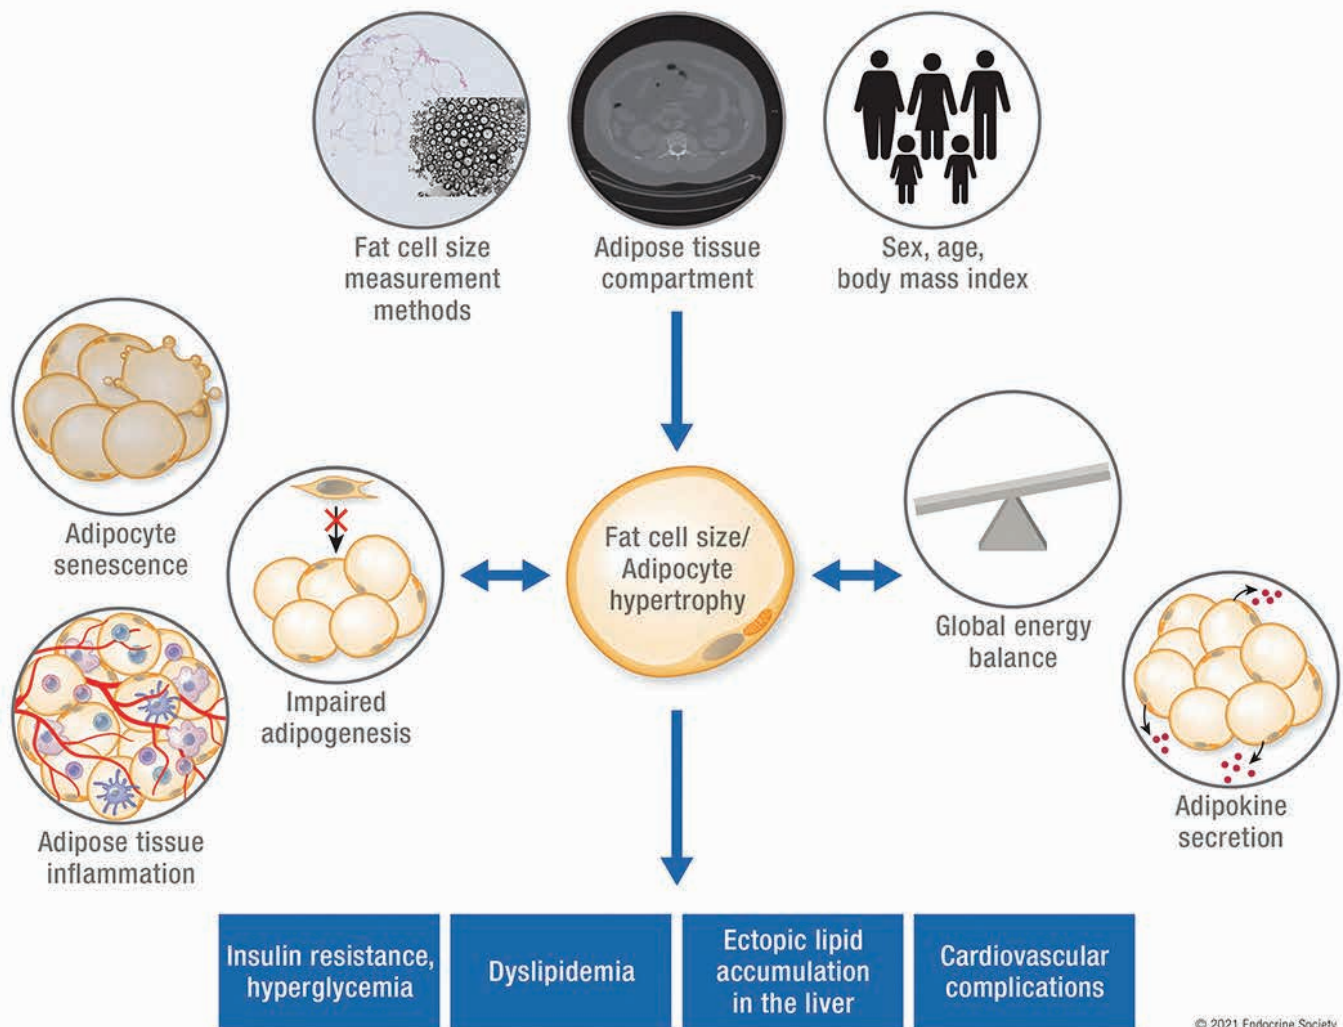 Fat cell size
measurement
methods
Adipose tissue
compartment
Sex, age,
body mass index
Adipocyte
senescence
Impaired
adipogenesis
Adipose tissue
inflammation
Fat cell size/
Adipocyte
hypertrophy
Global energy
balance
Adipokine
secretion
Insulin resistance,
hyperglycemia
Dyslipidemia
Ectopic lipid
accumulation
in the liver
Cardiovascular
complications
© 2021 Endocrine Society